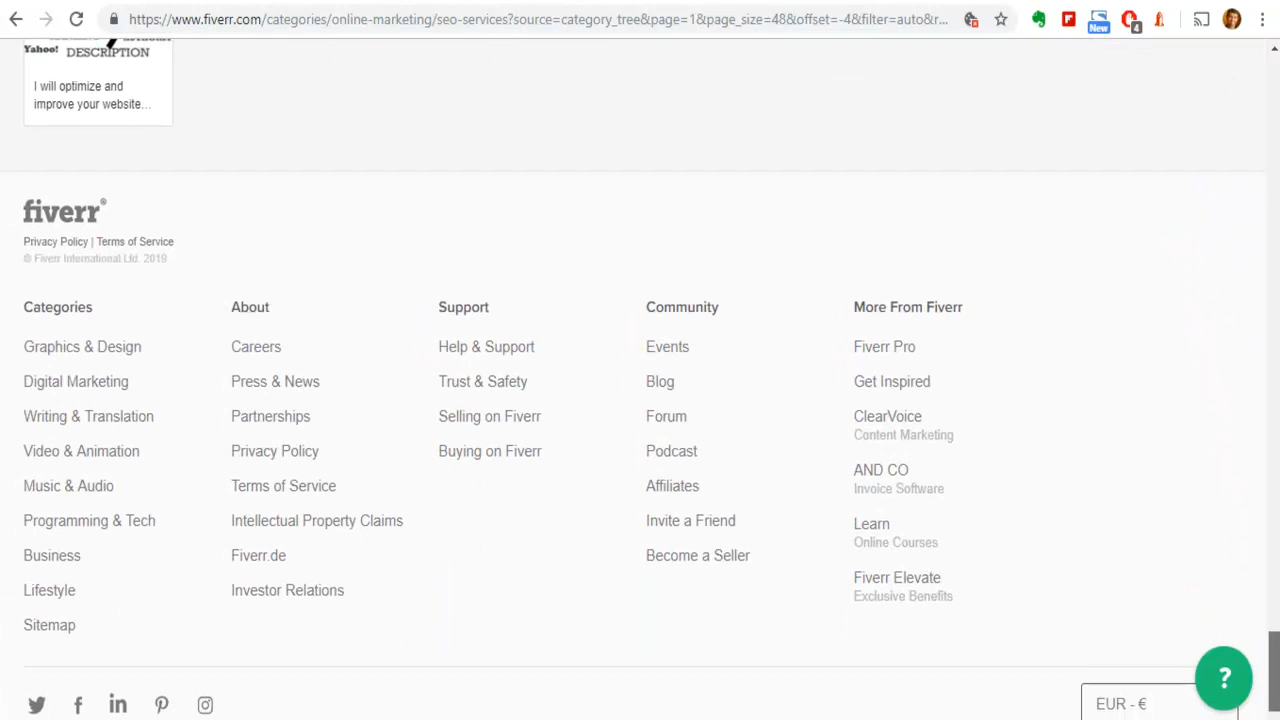 https://www.fiverr.com/categories/online-marketing/seo-services?source=category_tree&page=1&page_size=48&offset=-4&filter=auto&r...
New
4
Yahoo!
DESCRIPTION
I will optimize and
improve your website...
fiverr®
Privacy Policy | Terms of Service
© Fiverr International Ltd. 2019
Categories
Graphics & Design
Digital Marketing
Writing & Translation
Video & Animation
Music & Audio
Programming & Tech
Business
Lifestyle
Sitemap
About
Careers
Press & News
Partnerships
Privacy Policy
Terms of Service
Intellectual Property Claims
Fiverr.de
Investor Relations
Support
Help & Support
Trust & Safety
Selling on Fiverr
Buying on Fiverr
Community
Events
Blog
Forum
Podcast
Affiliates
Invite a Friend
Become a Seller
More From Fiverr
Fiverr Pro
Get Inspired
ClearVoice
Content Marketing
AND CO
Invoice Software
Learn
Online Courses
Fiverr Elevate
Exclusive Benefits
EUR - €
?